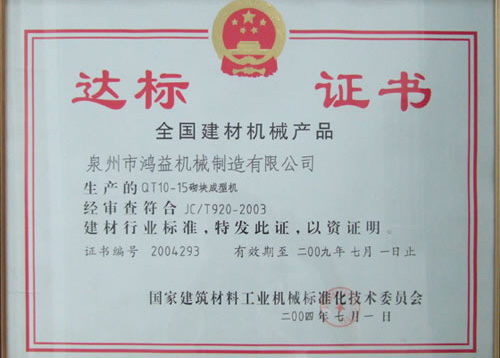 达标 证书
全国建材机械产品
泉州市鸿益机械制造有限公司
生产的QT10-15砌块成型机
经审查符合JC/T920-2003
建材行业标准,特发此证,以资证明。
证书编号 2004293 有效期至 二00九年 七月 一日止
国家建筑材料工业机械标准化技术委员会
二00四年 七月 一 日